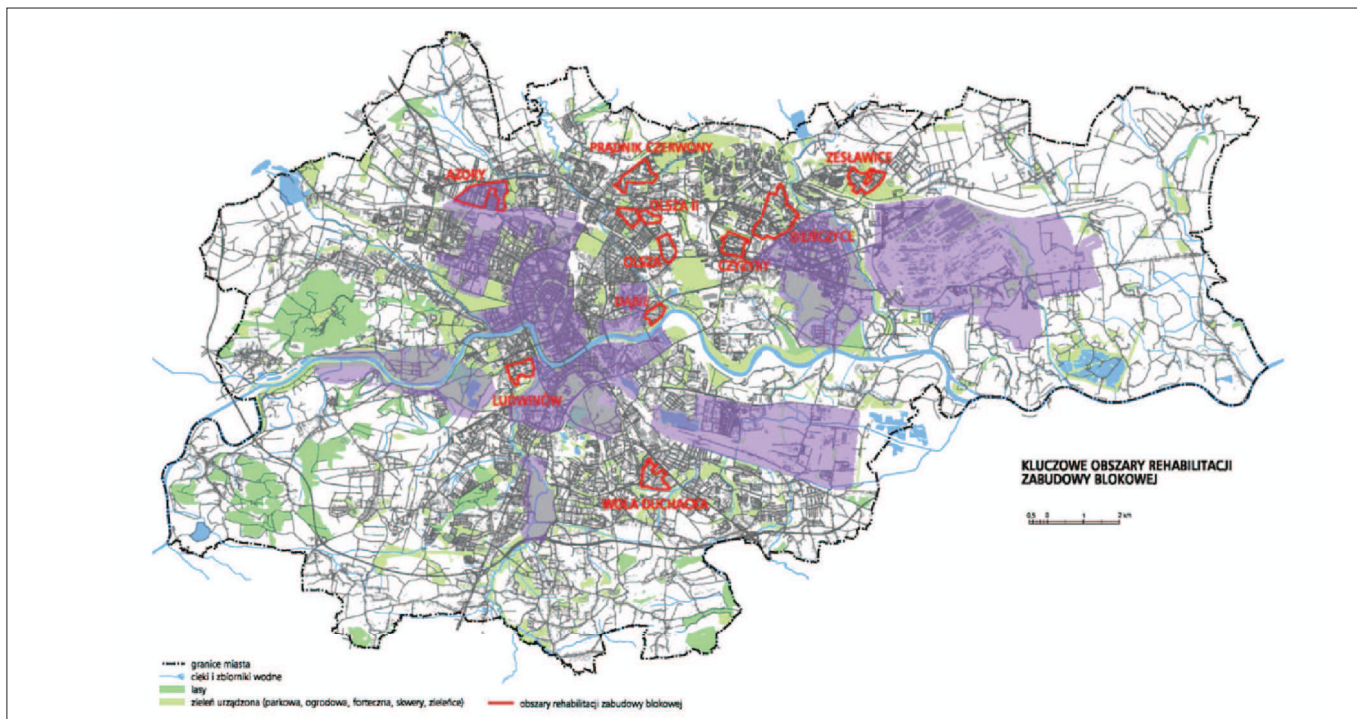 PRĄDNIK CZERWONY
ZESŁAWICE
AZORY
OLSZA II
BIEŃCZYCE
OLSZA
CZYŻYNY
DĄBIE
LUDWINÓW
WOLA DUCHACKA
KLUCZOWE OBSZARY REHABILITACJI
ZABUDOWY BLOKOWEJ
0,5 0 1 2 km
granice miasta
cieki i zbiorniki wodne
lasy
zieleń urządzona (parkowa, ogrodowa, forteczna, skwery, zieleńce)
obszary rehabilitacji zabudowy blokowej